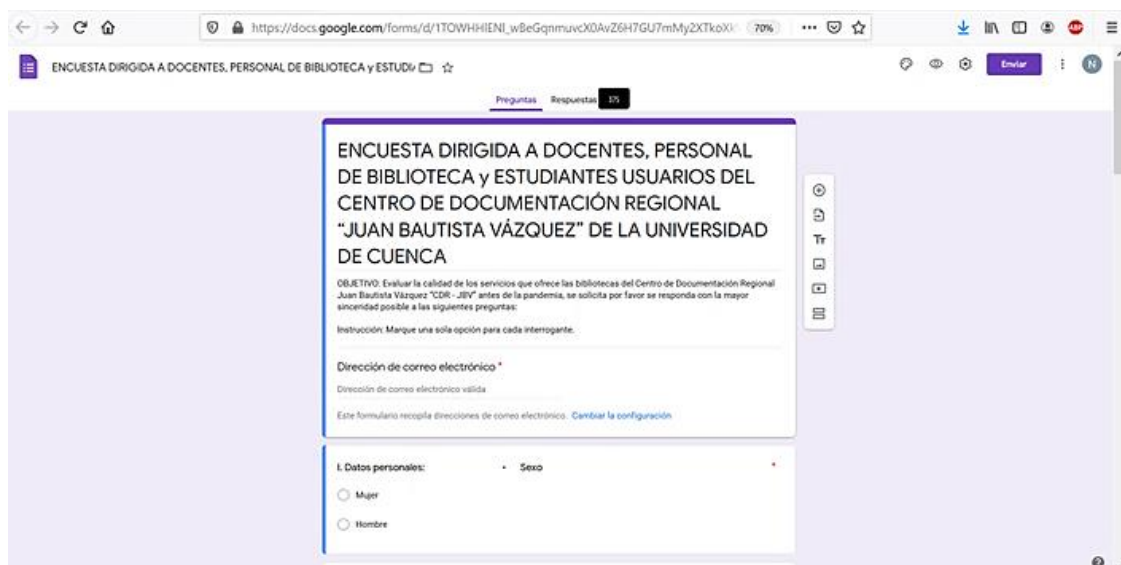 https://docs.google.com/forms/d/
70%
ABP
ENCUESTA DIRIGIDA A DOCENTES, PERSONAL DE BIBLIOTECA y ESTUDI
Enviar
N
Preguntas Respuestas 375
ENCUESTA DIRIGIDA A DOCENTES, PERSONAL
DE BIBLIOTECA y ESTUDIANTES USUARIOS DEL
CENTRO DE DOCUMENTACIÓN REGIONAL
“JUAN BAUTISTA VÁZQUEZ” DE LA UNIVERSIDAD
DE CUENCA
OBJETIVO: Evaluar la calidad de los servicios que ofrece las bibliotecas del Centro de Documentación Regional
Juan Bautista Vázquez "CDR - JBV" antes de la pandemia, se solicita por favor se responda con la mayor
sinceridad posible a las siguientes preguntas:
Instrucción: Marque una sola opción para cada interrogante.
Dirección de correo electrónico *
Dirección de correo electrónico válida
Este formulario recopila direcciones de correo electrónico. Cambiar la configuración
I. Datos personales: • Sexo *
Mujer
Hombre
Tт